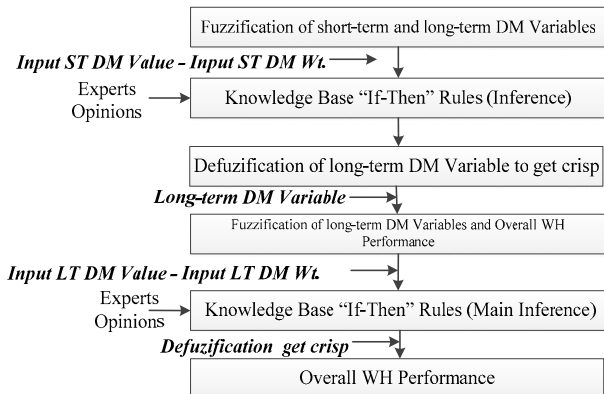 Fuzzification of short-term and long-term DM Variables
Input ST DM Value – Input ST DM Wt.
Experts
Opinions
Knowledge Base “If-Then” Rules (Inference)
Defuzification of long-term DM Variable to get crisp
Long-term DM Variable
Fuzzification of long-term DM Variables and Overall WH
Performance
Input LT DM Value – Input LT DM Wt.
Experts
Opinions
Knowledge Base “If-Then” Rules (Main Inference)
Defuzification get crisp
Overall WH Performance